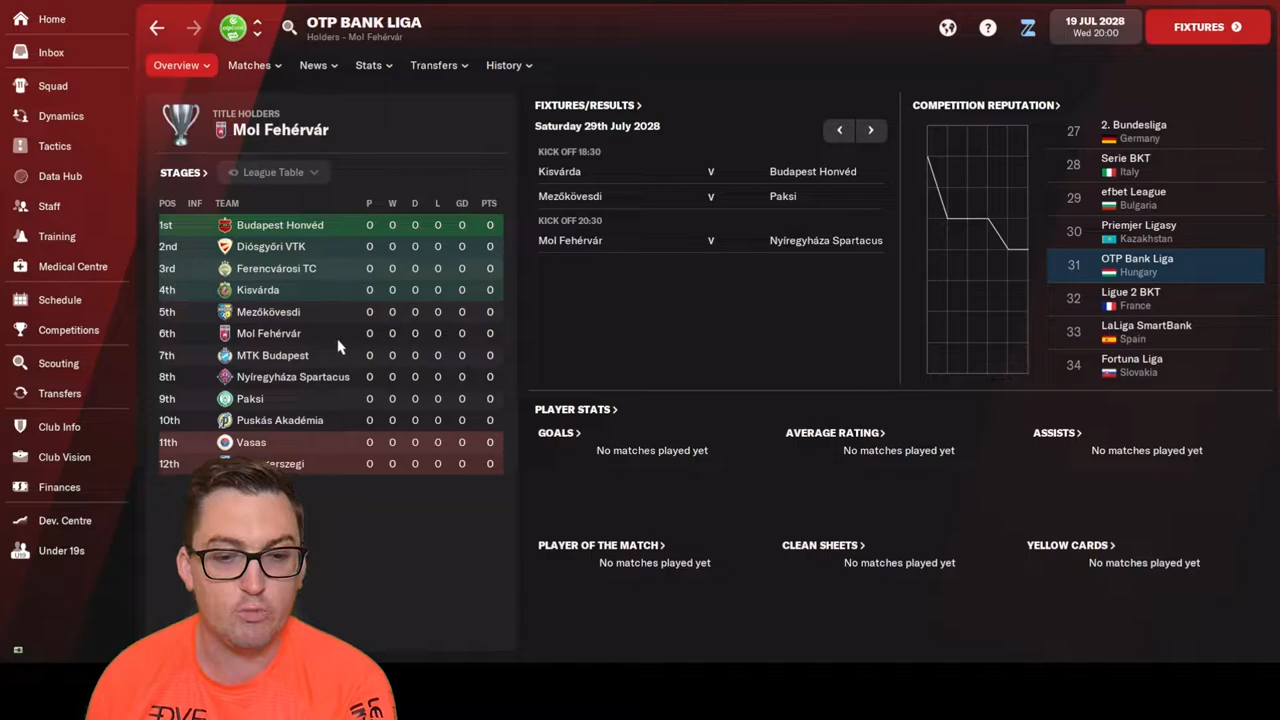 Home
Inbox
Squad
Dynamics
Tactics
Data Hub
Staff
Training
Medical Centre
Schedule
Competitions
Scouting
Transfers
Club Info
Club Vision
Finances
Dev. Centre
Under 19s
OTP BANK LIGA
Holders - Mol Fehérvár
19 JUL 2028
Wed 20:00
FIXTURES
Overview Matches News Stats Transfers History
TITLE HOLDERS
Mol Fehérvár
STAGES League Table
POS INF TEAM P W D L GD PTS
1st Budapest Honvéd 0 0 0 0 0 0
2nd Diósgyőri VTK 0 0 0 0 0 0
3rd Ferencvárosi TC 0 0 0 0 0 0
4th Kisvárda 0 0 0 0 0 0
5th Mezőkövesdi 0 0 0 0 0 0
6th Mol Fehérvár 0 0 0 0 0 0
7th MTK Budapest 0 0 0 0 0 0
8th Nyíregyháza Spartacus 0 0 0 0 0 0
9th Paksi 0 0 0 0 0 0
10th Puskás Akadémia 0 0 0 0 0 0
11th Vasas 0 0 0 0 0 0
12th 0 0 0 0 0 0
FIXTURES/RESULTS
Saturday 29th July 2028
KICK OFF 18:30
Kisvárda V Budapest Honvéd
Mezőkövesdi V Paksi
KICK OFF 20:30
Mol Fehérvár V Nyíregyháza Spartacus
COMPETITION REPUTATION
27 2. Bundesliga
Germany
28 Serie BKT
Italy
29 efbet League
Bulgaria
30 Priemjer Ligasy
Kazakhstan
31 OTP Bank Liga
Hungary
32 Ligue 2 BKT
France
33 LaLiga SmartBank
Spain
34 Fortuna Liga
Slovakia
PLAYER STATS
GOALS
No matches played yet
AVERAGE RATING
No matches played yet
ASSISTS
No matches played yet
PLAYER OF THE MATCH
No matches played yet
CLEAN SHEETS
No matches played yet
YELLOW CARDS
No matches played yet